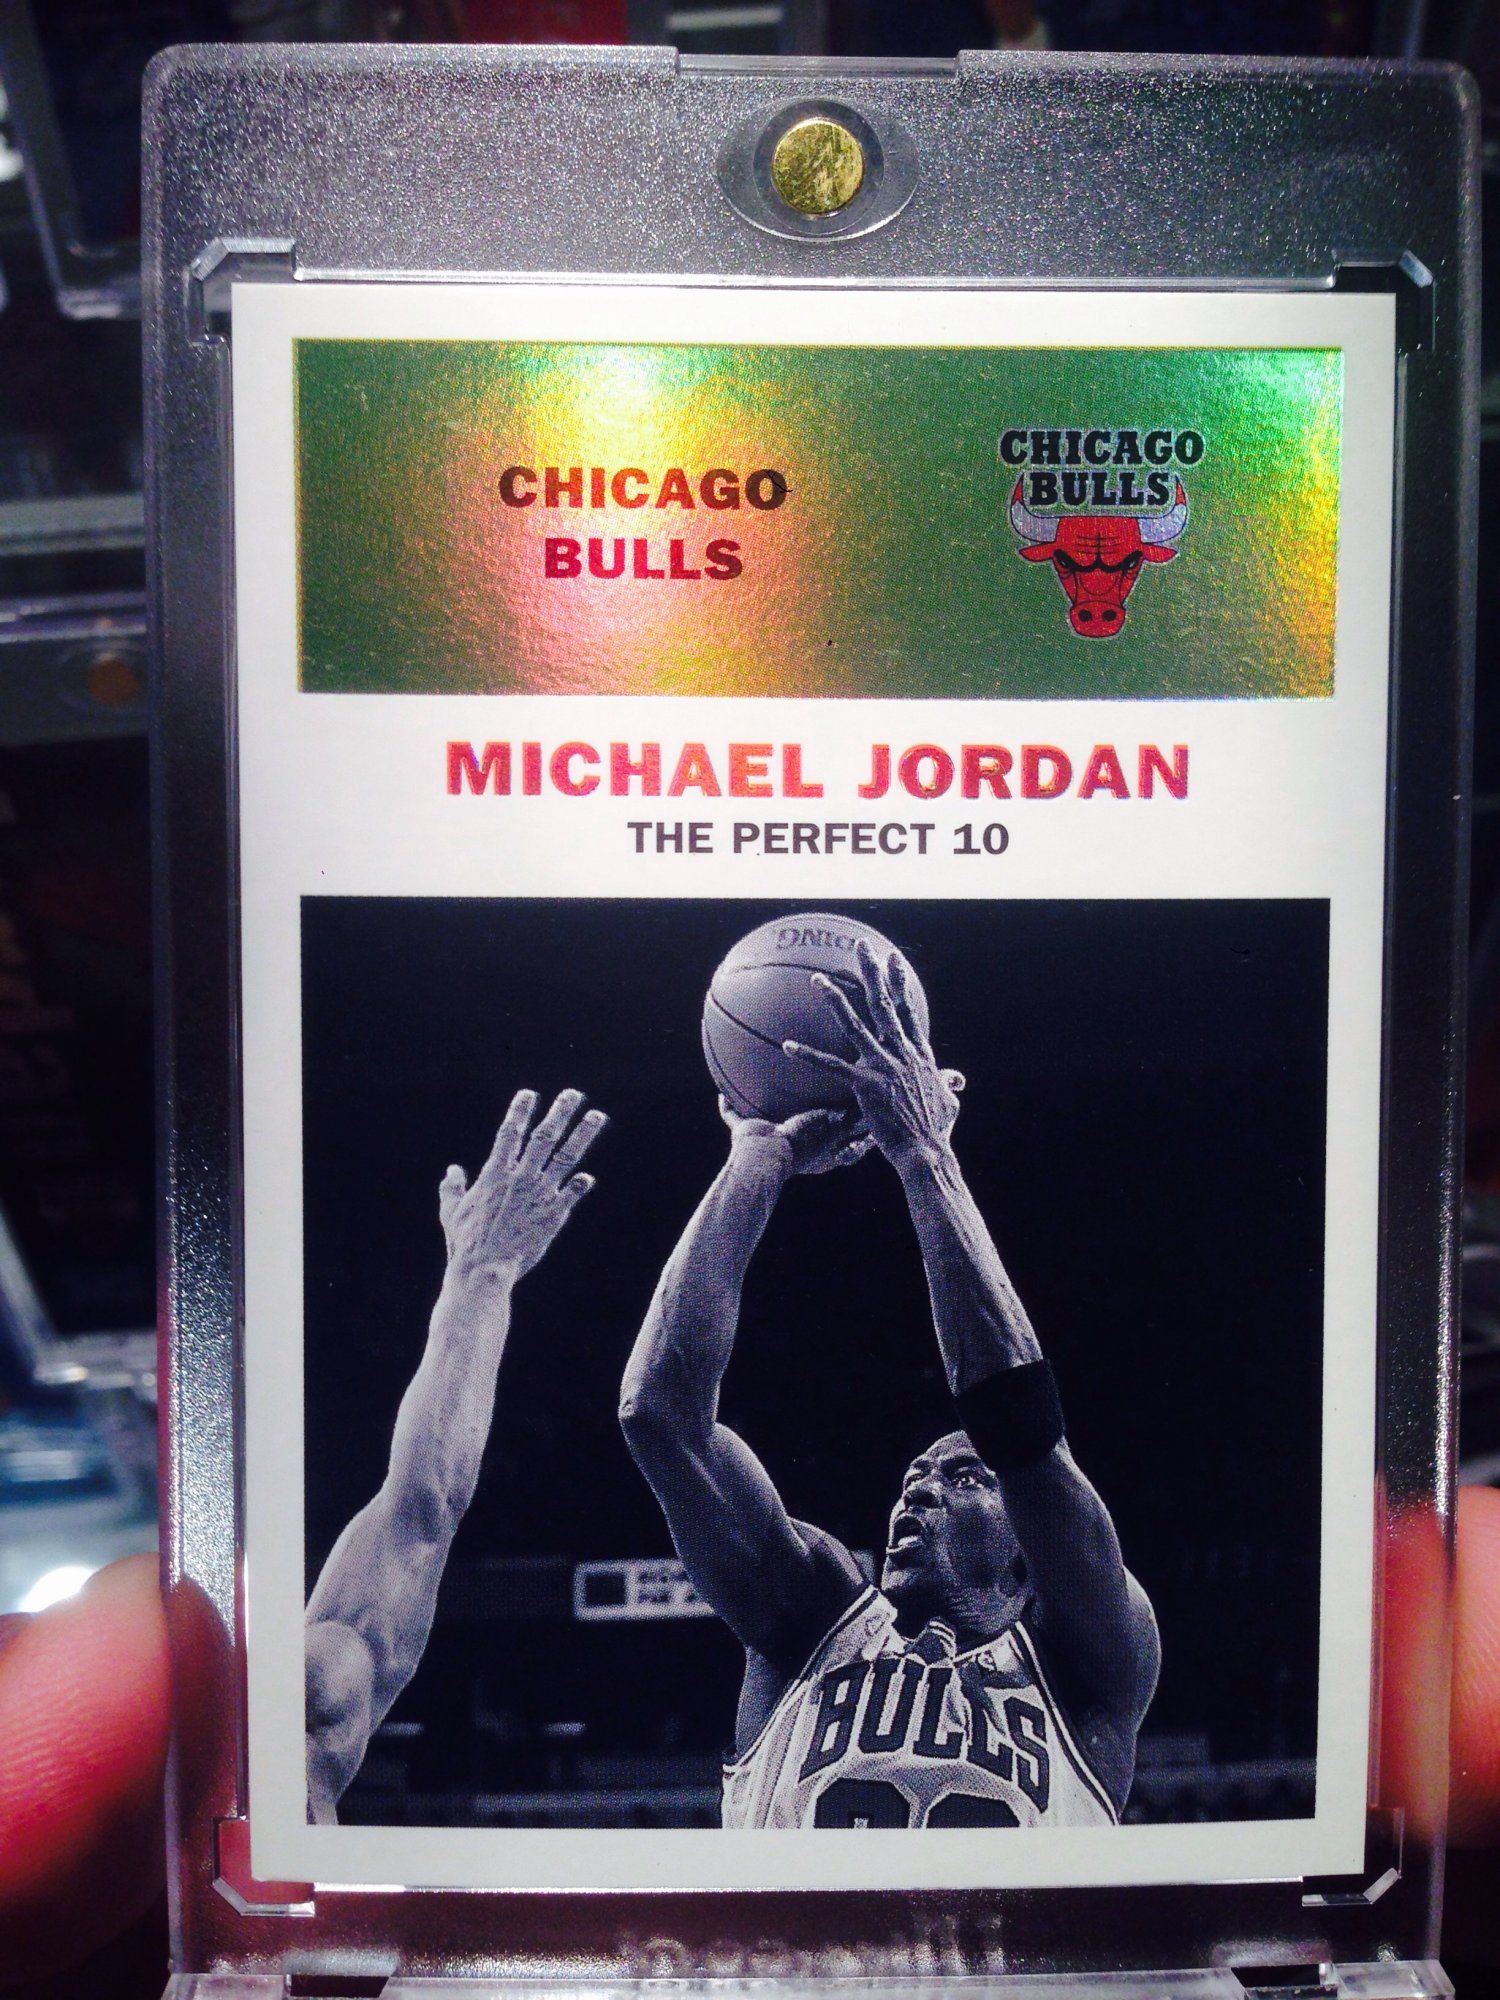 CHICAGO
BULLS
CHICAGO
BULLS
MICHAEL JORDAN
THE PERFECT 10
BULLS